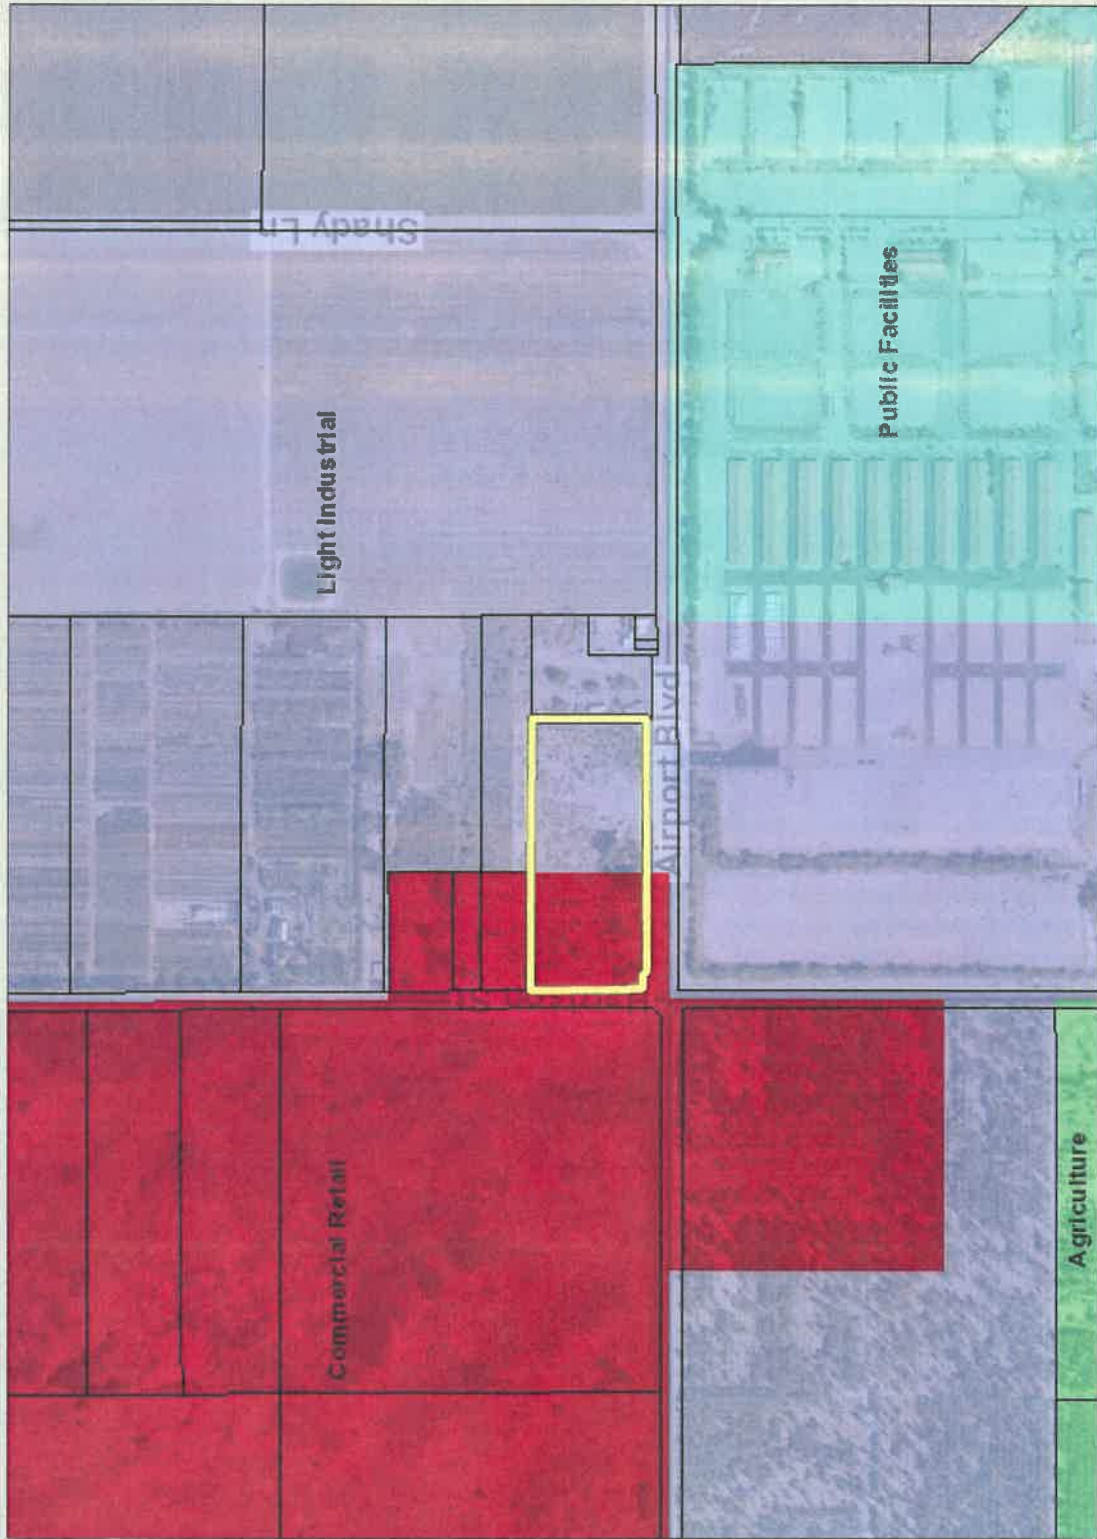 Shady Ln
Light Industrial
Public Facilities
Airport Blvd
Commercial Retail
Agriculture